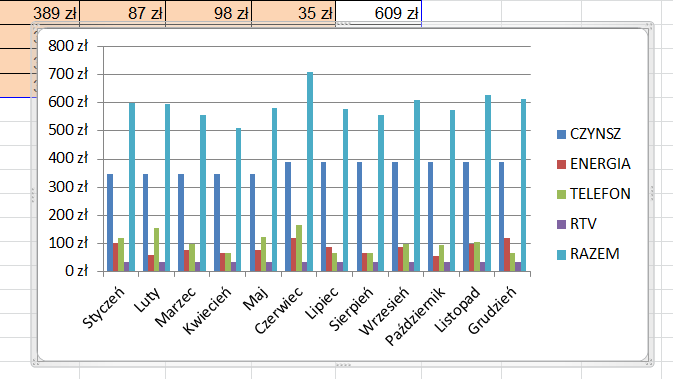 389 zł 87 zł 98 zł 35 zł 609 zł
800 zł
700 zł
600 zł
500 zł
400 zł
300 zł
200 zł
100 zł
0 zł
Styczeń
Luty
Marzec
Kwiecień
Maj
Czerwiec
Lipiec
Sierpień
Wrzesień
Październik
Listopad
Grudzień
CZYNSZ
ENERGIA
TELEFON
RTV
RAZEM